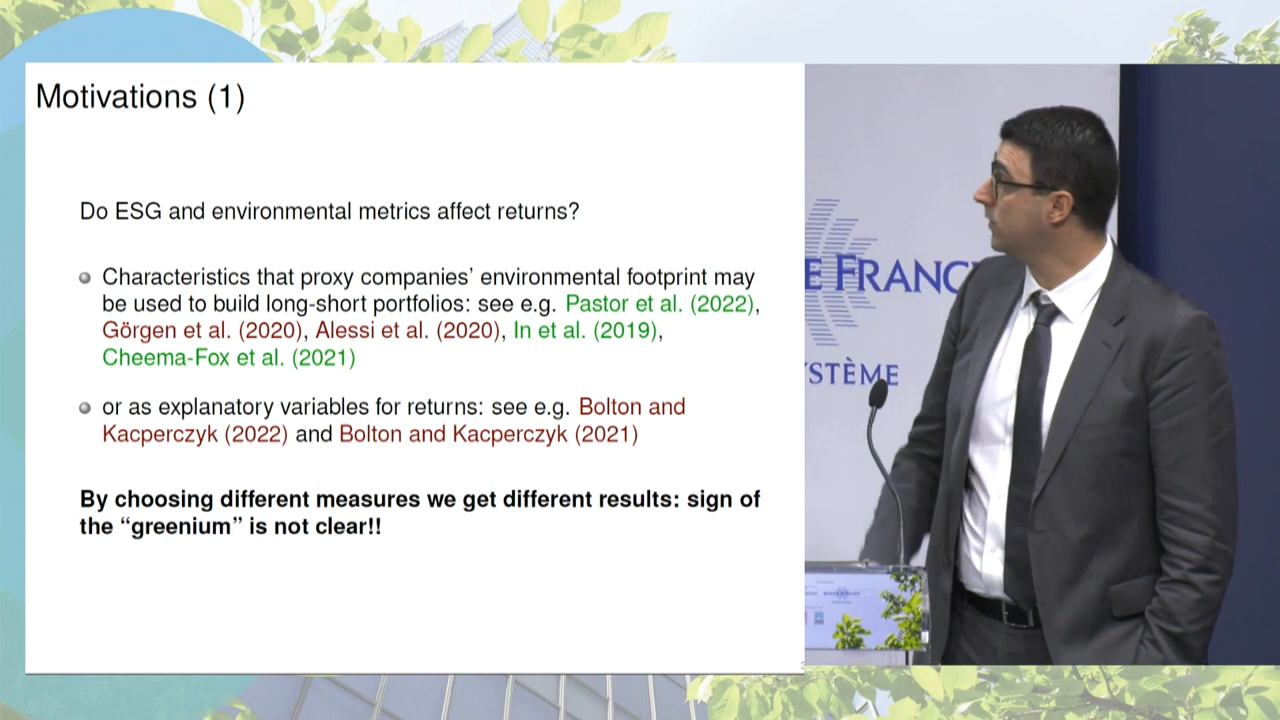 Motivations (1)
Do ESG and environmental metrics affect returns?
Characteristics that proxy companies’ environmental footprint may
be used to build long-short portfolios: see e.g. Pastor et al. (2022),
Görgen et al. (2020), Alessi et al. (2020), In et al. (2019),
Cheema-Fox et al. (2021)
or as explanatory variables for returns: see e.g. Bolton and
Kacperczyk (2022) and Bolton and Kacperczyk (2021)
By choosing different measures we get different results: sign of
the “greenium” is not clear!!
E FRANC
STÈME